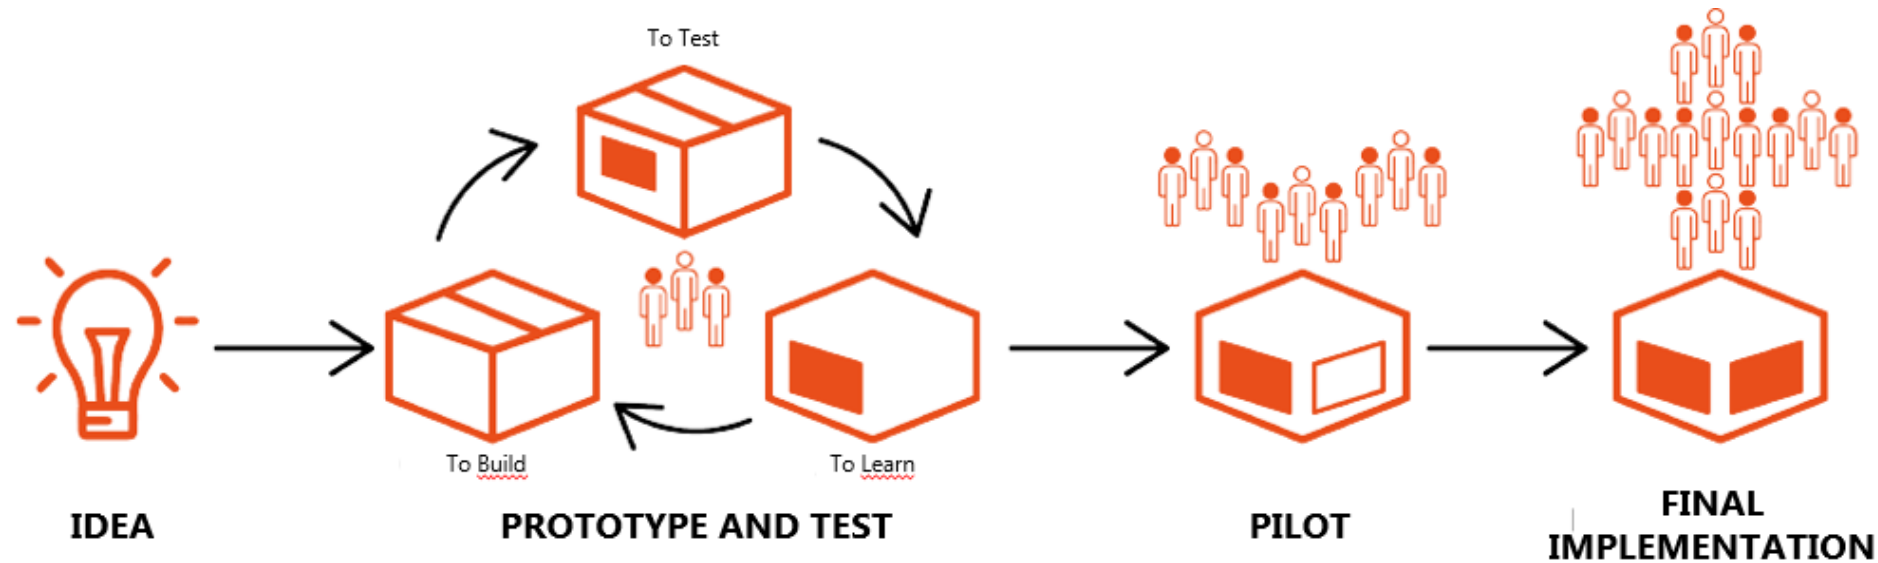 To Test
To Build
To Learn
IDEA
PROTOTYPE AND TEST
PILOT
FINAL
IMPLEMENTATION